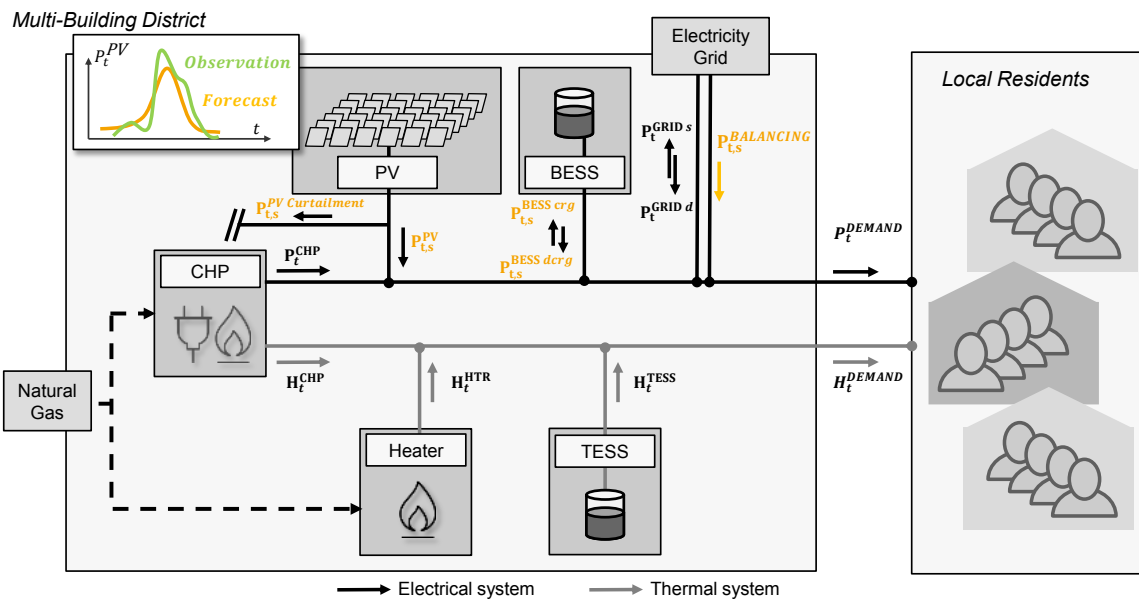 Multi-Building District
P_t^PV
Observation
Forecast
t
Electricity
Grid
Local Residents
PV
BESS
P_t^GRID s
P_t^GRID d
P_t,s^BALANCING
P_t,s^PV Curtailment
P_t,s^PV
P_t,s^BESS crg
P_t,s^BESS dcrg
P_t^CHP
P_t^DEMAND
CHP
H_t^CHP
H_t^HTR
H_t^TESS
H_t^DEMAND
Natural
Gas
Heater
TESS
Electrical system
Thermal system